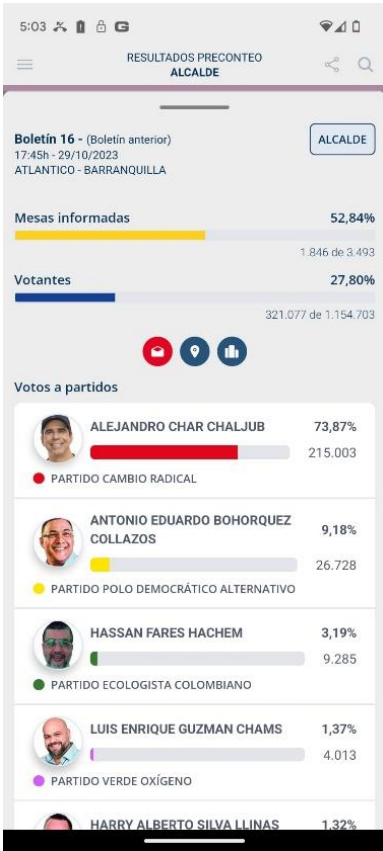 5:03
RESULTADOS PRECONTEO
ALCALDE
Boletín 16 - (Boletín anterior)
17:45h - 29/10/2023
ATLANTICO - BARRANQUILLA
ALCALDE
Mesas informadas 52,84%
1.846 de 3.493
Votantes 27,80%
321.077 de 1.154.703
Votos a partidos
ALEJANDRO CHAR CHALJUB 73,87%
215.003
PARTIDO CAMBIO RADICAL
ANTONIO EDUARDO BOHORQUEZ
COLLAZOS 9,18%
26.728
PARTIDO POLO DEMOCRÁTICO ALTERNATIVO
HASSAN FARES HACHEM 3,19%
9.285
PARTIDO ECOLOGISTA COLOMBIANO
LUIS ENRIQUE GUZMAN CHAMS 1,37%
4.013
PARTIDO VERDE OXÍGENO
HARRY ALBERTO SILVA LLINAS 1,32%